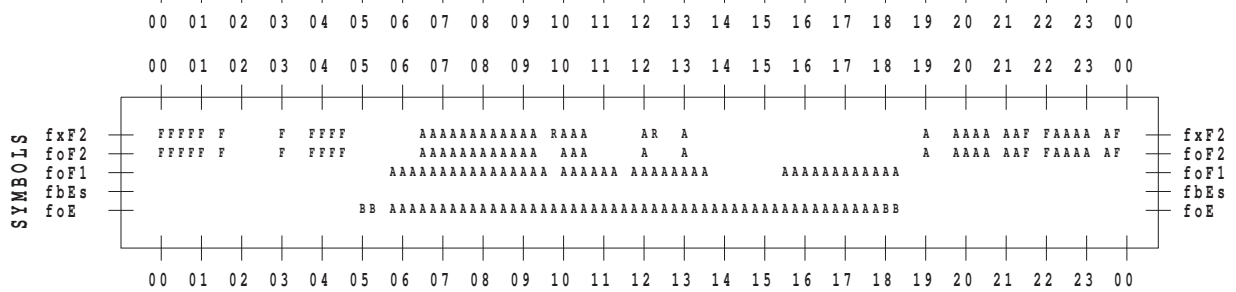 00 01 02 03 04 05 06 07 08 09 10 11 12 13 14 15 16 17 18 19 20 21 22 23 00
00 01 02 03 04 05 06 07 08 09 10 11 12 13 14 15 16 17 18 19 20 21 22 23 00
SYMBOLS
fxF2 FFFFF F F FFFF AAAAAAAAAAAA RAAA AR A A AAAA AAF FAAAA AF fxF2
foF2 FFFFF F F FFFF AAAAAAAAAAAA AAA A A A AAAA AAF FAAAA AF foF2
foF1 AAAAAAAAAAAAAAAA AAAAAA AAAAAAAA AAAAAAAAAAAA foF1
fbEs fbEs
foE BB AAAAAAAAAAAAAAAAAAAAAAAAAAAAAAAAAAAAAAAAAAAAAAAAABB foE
00 01 02 03 04 05 06 07 08 09 10 11 12 13 14 15 16 17 18 19 20 21 22 23 00